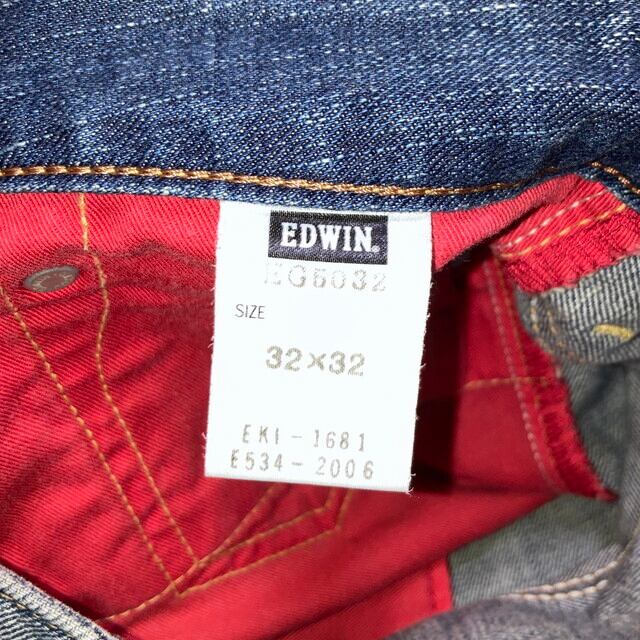 EDWIN.
EG5032
SIZE
32×32
EKI-1681
E534-2006